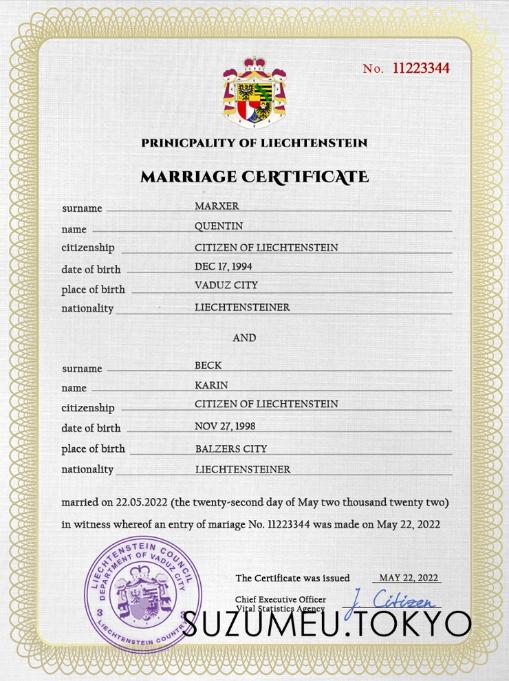 No. 11223344
PRINICPALITY OF LIECHTENSTEIN
MARRIAGE CERTIFICATE
surname MARXER
name QUENTIN
citizenship CITIZEN OF LIECHTENSTEIN
date of birth DEC 17, 1994
place of birth VADUZ CITY
nationality LIECHTENSTEINER
AND
surname BECK
name KARIN
citizenship CITIZEN OF LIECHTENSTEIN
date of birth NOV 27, 1998
place of birth BALZERS CITY
nationality LIECHTENSTEINER
married on 22.05.2022 (the twenty-second day of May two thousand twenty two)
in witness whereof an entry of mariage No. 11223344 was made on May 22, 2022
LIECHTENSTEIN COUNCIL
DEPARTMENT OF VADUZ CITY
3
LIECHTENSTEIN COUNTRY
The Certificate was issued MAY 22, 2022
Chief Executive Officer
Vital Statistics Agency J. Citizen
SUZUMEU.TOKYO